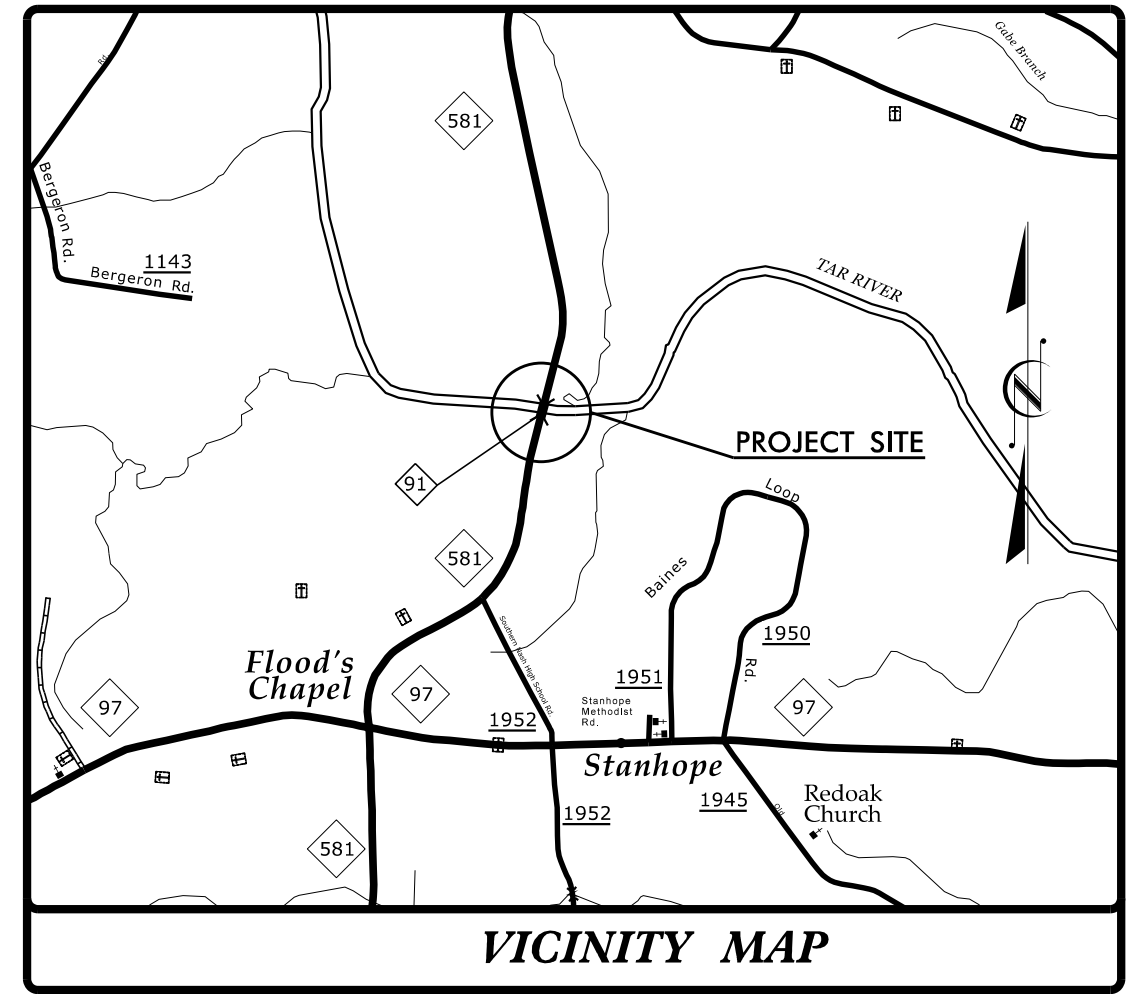 Rd.
Gabe Branch
581
Bergeron Rd.
1143
Bergeron Rd.
TAR RIVER
N
PROJECT SITE
91
Loop
581
Baines
1950
Rd.
Southern Nash High School Rd.
Flood's
Chapel
97
97
1951
Stanhope
Methodist
Rd.
1952
97
Stanhope
1945
Old
Redoak
Church
1952
581
VICINITY MAP